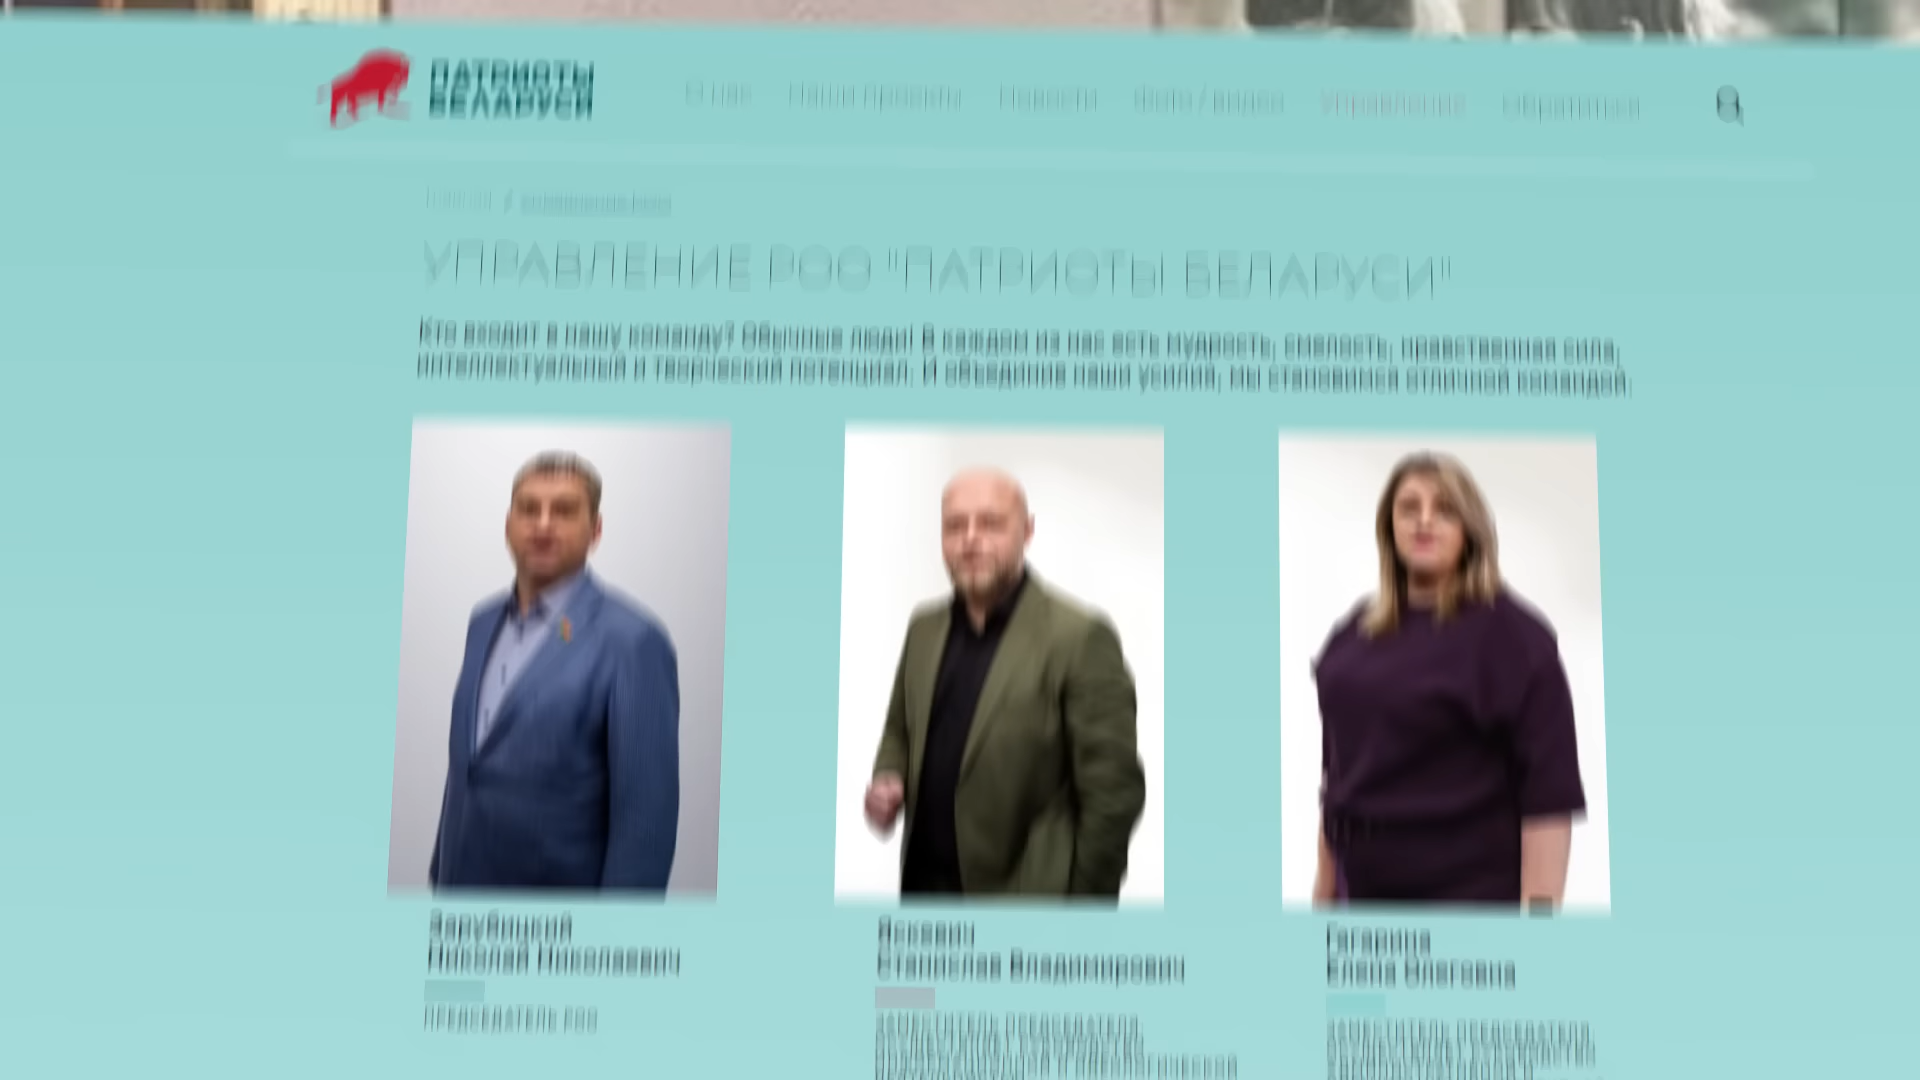 ПАТРИОТЫ
БЕЛАРУСИ
О нас Наши проекты Новости Фото / видео Управление Обратиться
Главная /
УПРАВЛЕНИЕ РОО "ПАТРИОТЫ БЕЛАРУСИ"
Кто входит в нашу команду? Обычные люди! В каждом из нас есть мудрость, смелость, нравственная сила,
интеллектуальный и творческий потенциал. И объединив наши усилия, мы становимся отличной командой.
Зарубицкий
Николай Николаевич
Яскевич
Станислав Владимирович
Гагарина
Елена Олеговна
ПРЕДСЕДАТЕЛЬ РОО
ЗАМЕСТИТЕЛЬ ПРЕДСЕДАТЕЛЯ,
ЗАМЕСТИТЕЛЬ ПРЕДСЕДАТЕЛЯ,